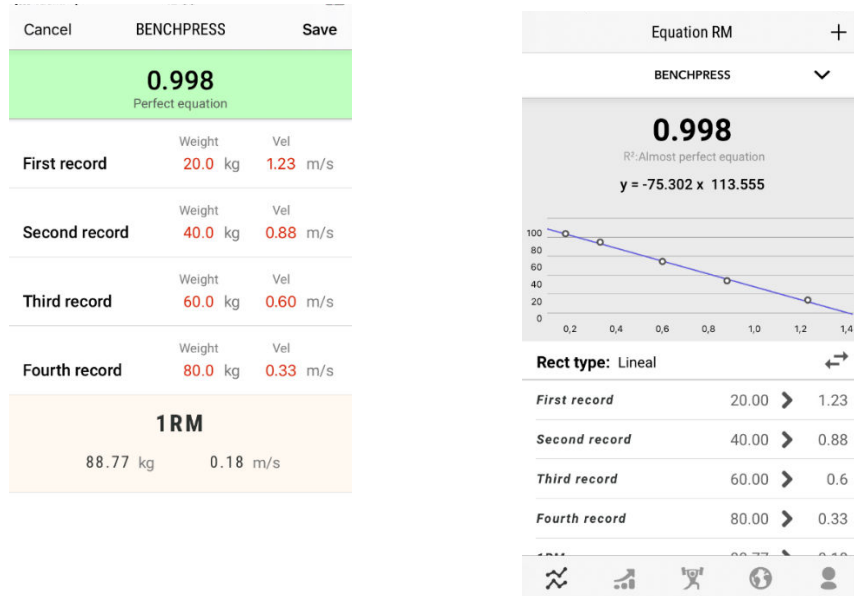 Cancel BENCHPRESS Save
0.998
Perfect equation
Weight Vel
First record 20.0 kg 1.23 m/s
Weight Vel
Second record 40.0 kg 0.88 m/s
Weight Vel
Third record 60.0 kg 0.60 m/s
Weight Vel
Fourth record 80.0 kg 0.33 m/s
1RM
88.77 kg 0.18 m/s
Equation RM +
BENCHPRESS
0.998
R²:Almost perfect equation
y = -75.302 x 113.555
100
80
60
40
20
0
0,2 0,4 0,6 0,8 1,0 1,2 1,4
Rect type: Lineal
First record 20.00 1.23
Second record 40.00 0.88
Third record 60.00 0.6
Fourth record 80.00 0.33